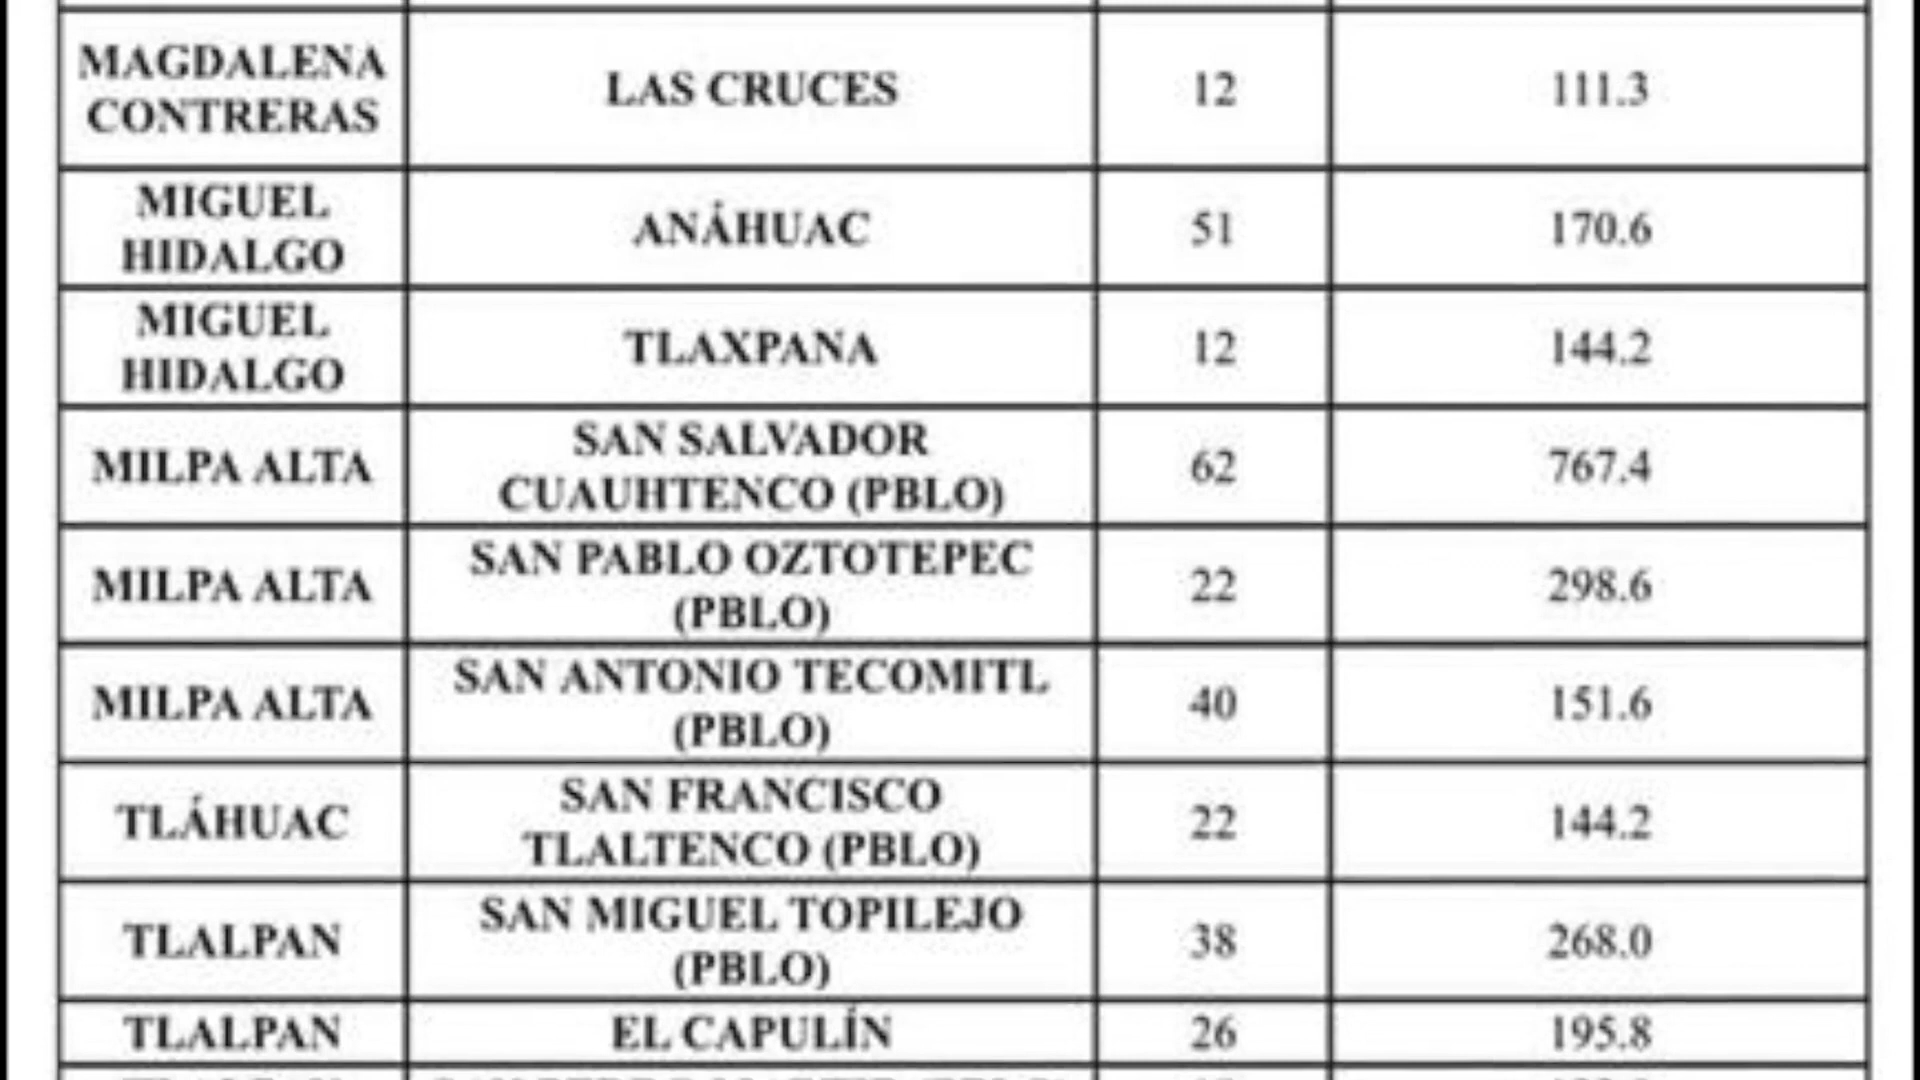 MAGDALENA CONTRERAS LAS CRUCES 12 111.3
MIGUEL HIDALGO ANÁHUAC 51 170.6
MIGUEL HIDALGO TLAXPANA 12 144.2
MILPA ALTA SAN SALVADOR CUAUHTENCO (PBLO) 62 767.4
MILPA ALTA SAN PABLO OZTOTEPEC (PBLO) 22 298.6
MILPA ALTA SAN ANTONIO TECOMITL (PBLO) 40 151.6
TLÁHUAC SAN FRANCISCO TLALTENCO (PBLO) 22 144.2
TLALPAN SAN MIGUEL TOPILEJO (PBLO) 38 268.0
TLALPAN EL CAPULÍN 26 195.8